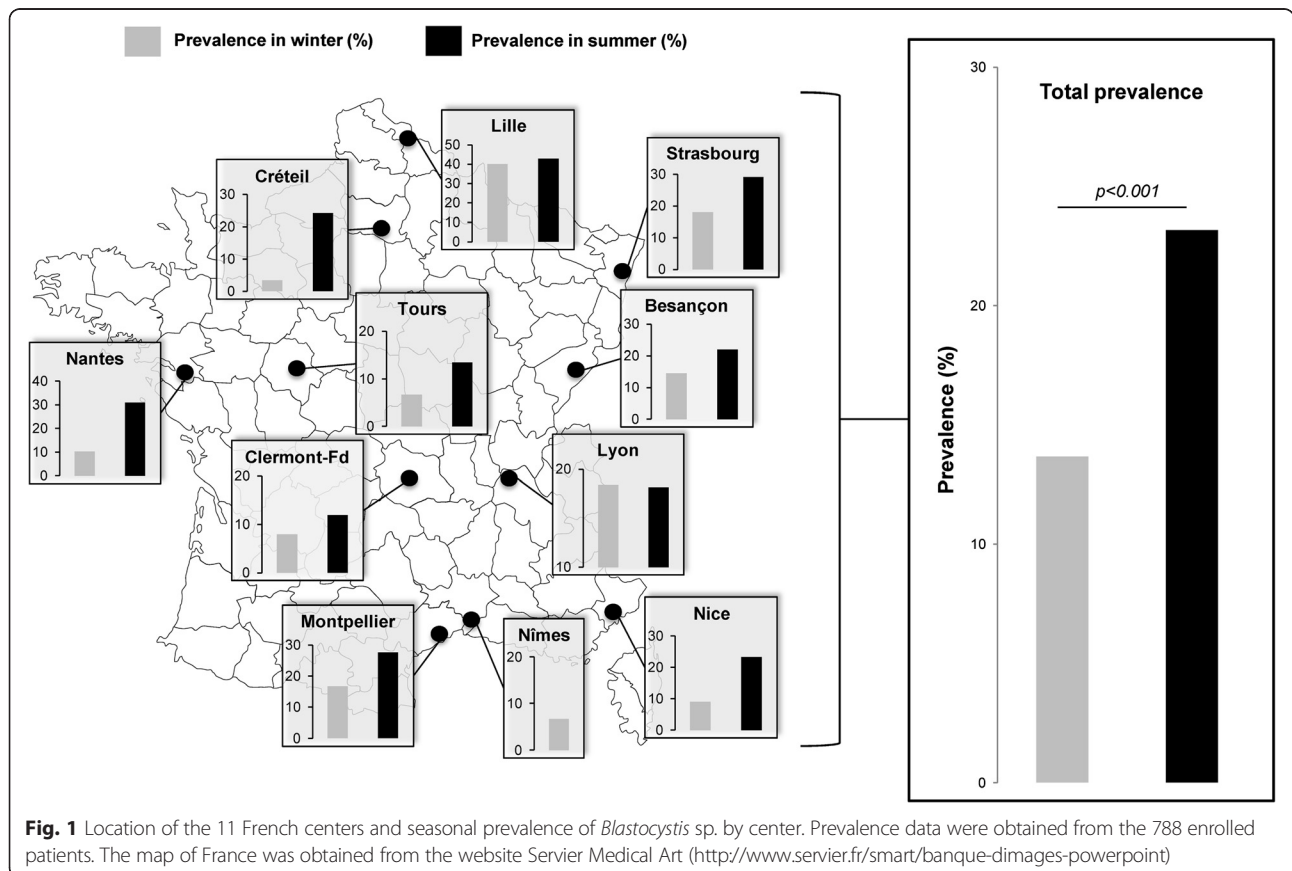 Prevalence in winter (%)
Prevalence in summer (%)
Lille
50
40
30
20
10
0
Strasbourg
30
20
10
0
Créteil
30
20
10
0
Tours
20
10
0
Besançon
30
20
10
0
Nantes
40
30
20
10
0
Clermont-Fd
20
10
0
Lyon
20
10
Montpellier
30
20
10
0
Nîmes
20
10
0
Nice
30
20
10
0
Total prevalence
p<0.001
Prevalence (%)
30
20
10
0
Fig. 1 Location of the 11 French centers and seasonal prevalence of Blastocystis sp. by center. Prevalence data were obtained from the 788 enrolled
patients. The map of France was obtained from the website Servier Medical Art (http://www.servier.fr/smart/banque-dimages-powerpoint)